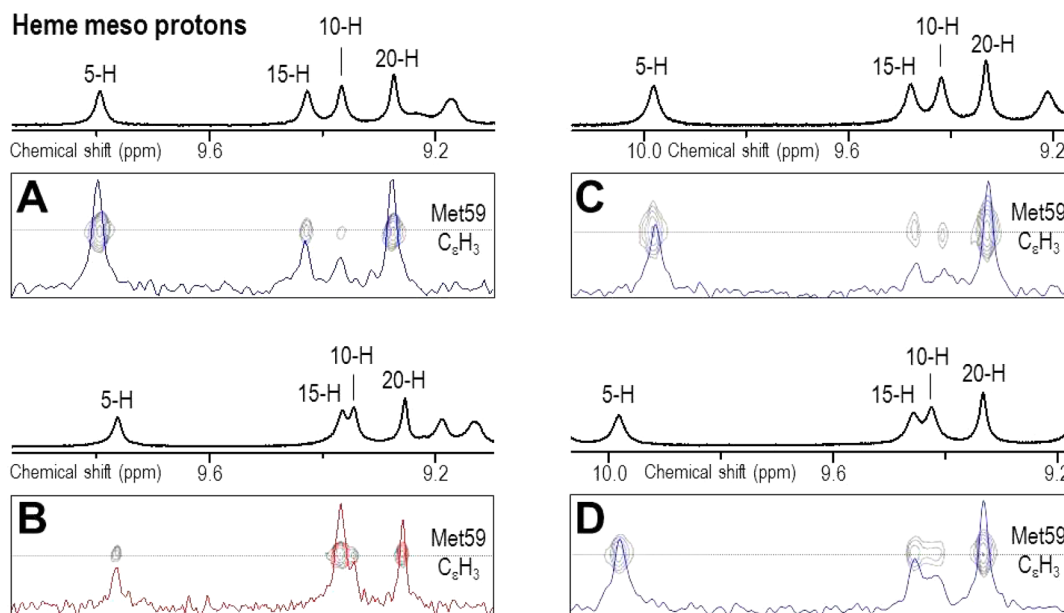 Heme meso protons
5-H
15-H
10-H
20-H
Chemical shift (ppm)
9.6
9.2
A
Met59
CεH3
5-H
15-H
10-H
20-H
10.0 Chemical shift (ppm)
9.6
9.2
C
Met59
CεH3
5-H
15-H
10-H
20-H
Chemical shift (ppm)
9.6
9.2
B
Met59
CεH3
5-H
15-H
10-H
20-H
10.0 Chemical shift (ppm)
9.6
9.2
D
Met59
CεH3